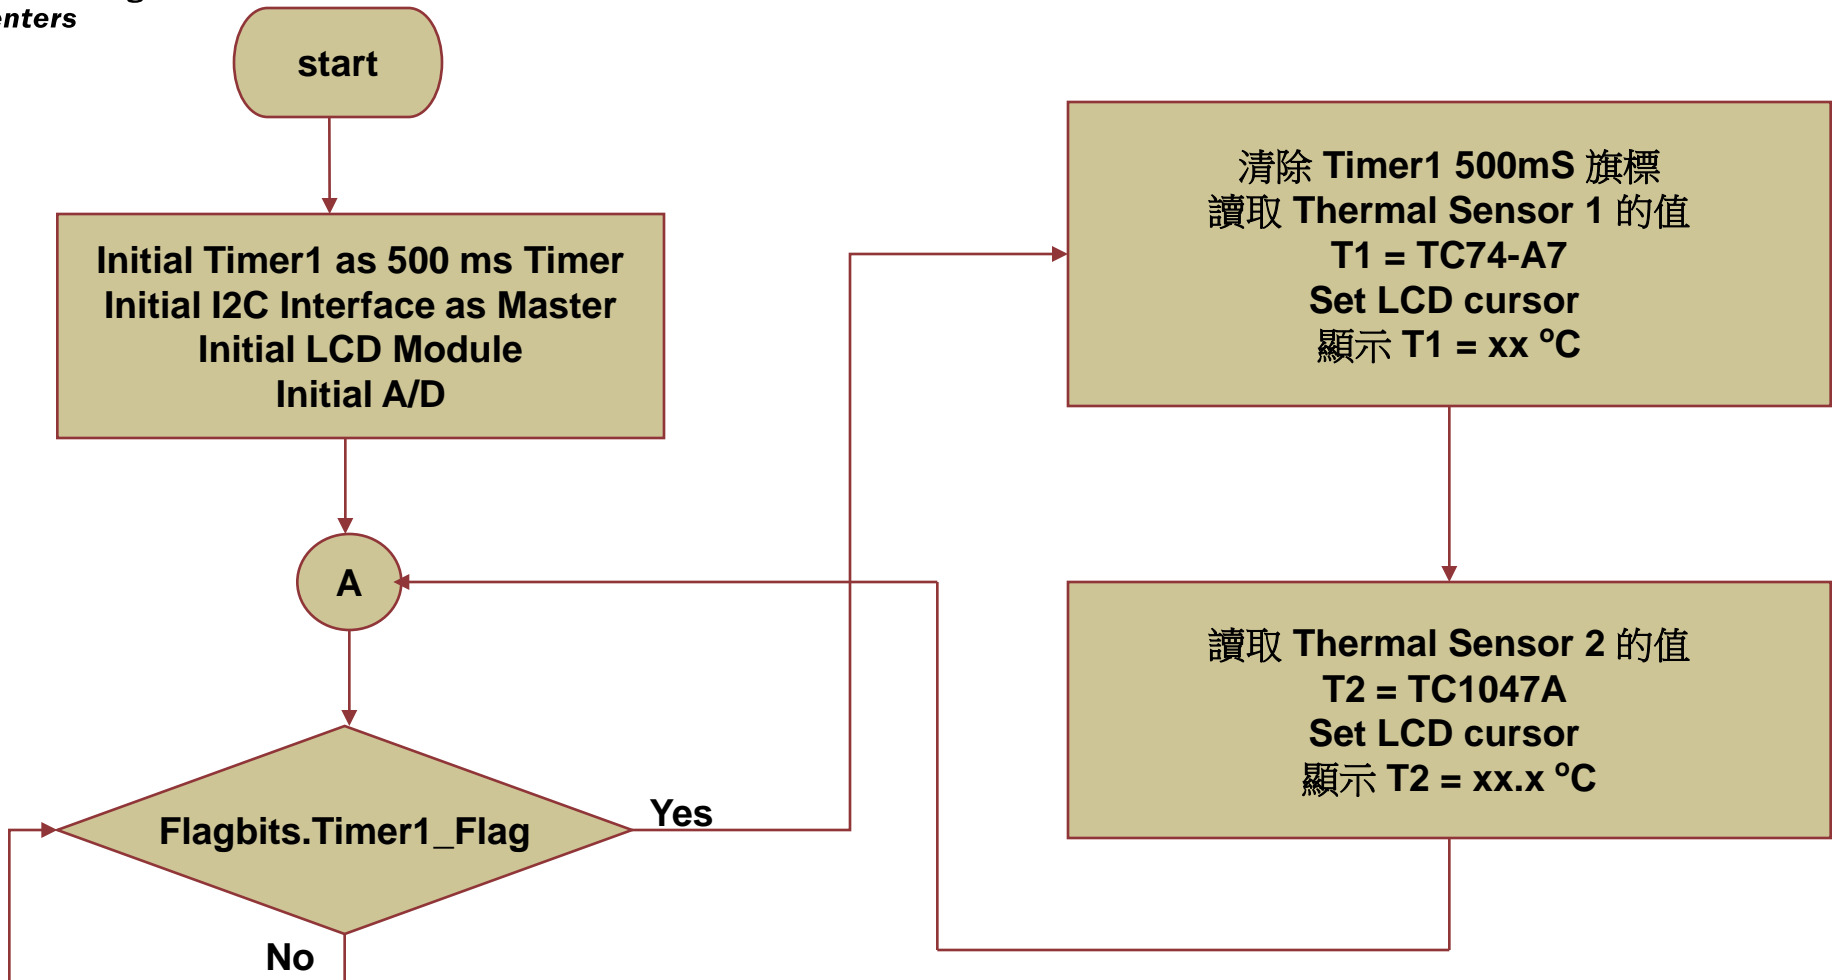 enters
start
Initial Timer1 as 500 ms Timer
Initial I2C Interface as Master
Initial LCD Module
Initial A/D
A
Flagbits.Timer1_Flag
Yes
No
清除 Timer1 500mS 旗標
讀取 Thermal Sensor 1 的值
T1 = TC74-A7
Set LCD cursor
顯示 T1 = xx ºC
讀取 Thermal Sensor 2 的值
T2 = TC1047A
Set LCD cursor
顯示 T2 = xx.x ºC